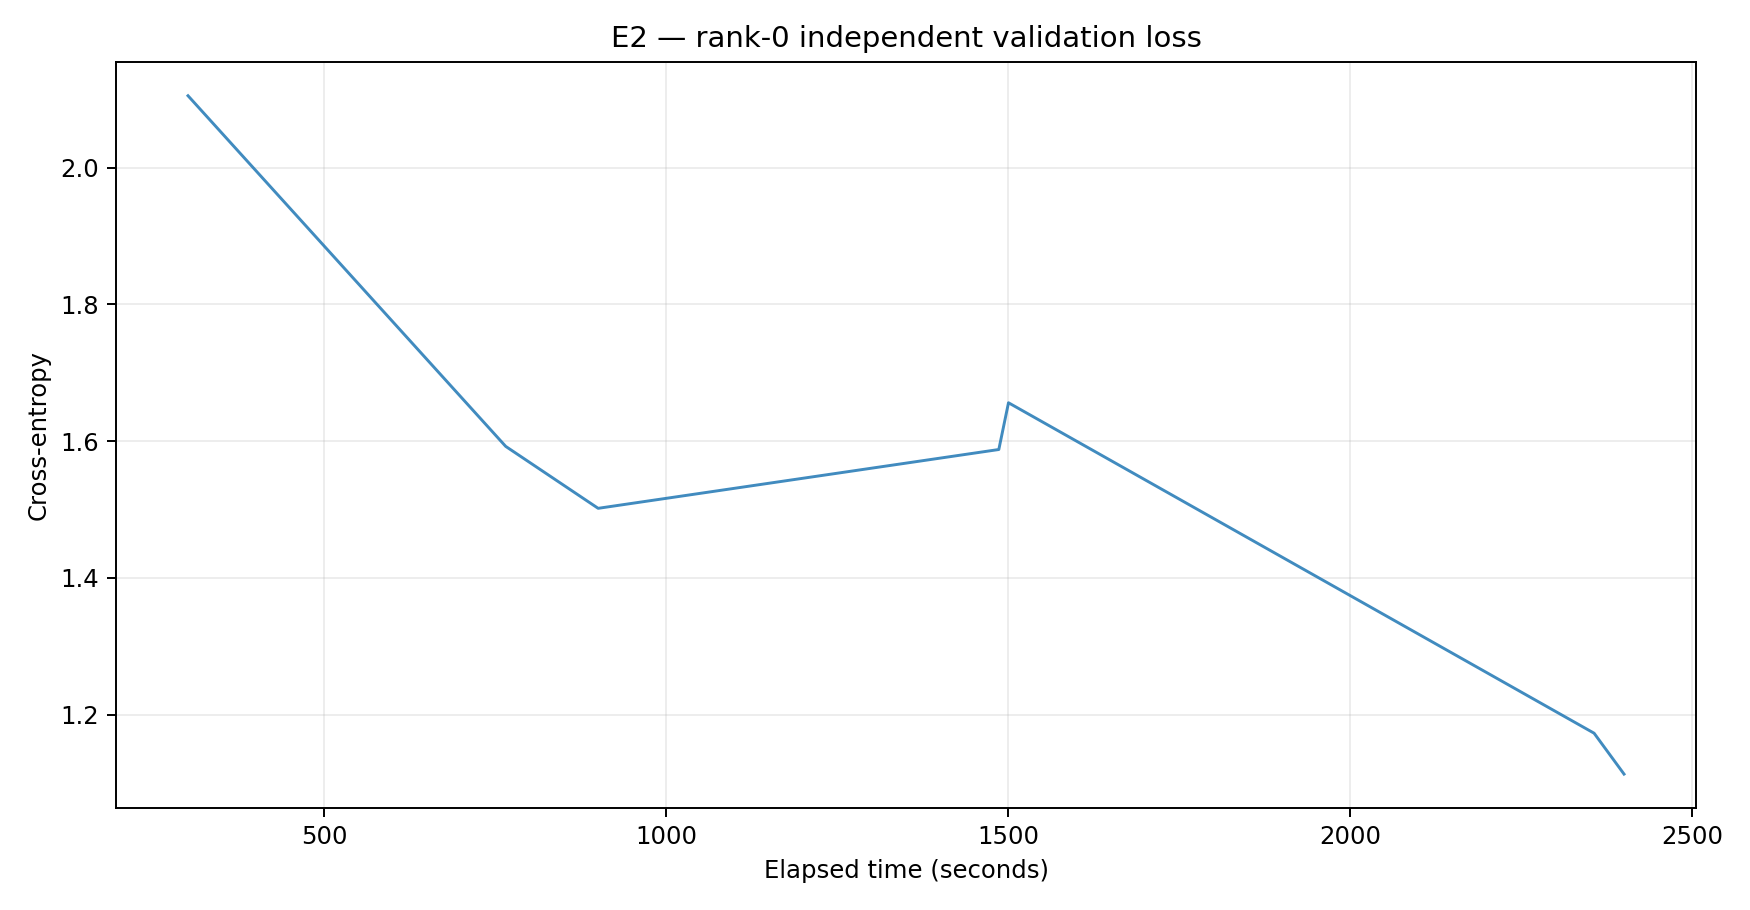 E2 — rank-0 independent validation loss
Cross-entropy
2.0
1.8
1.6
1.4
1.2
500 1000 1500 2000 2500
Elapsed time (seconds)